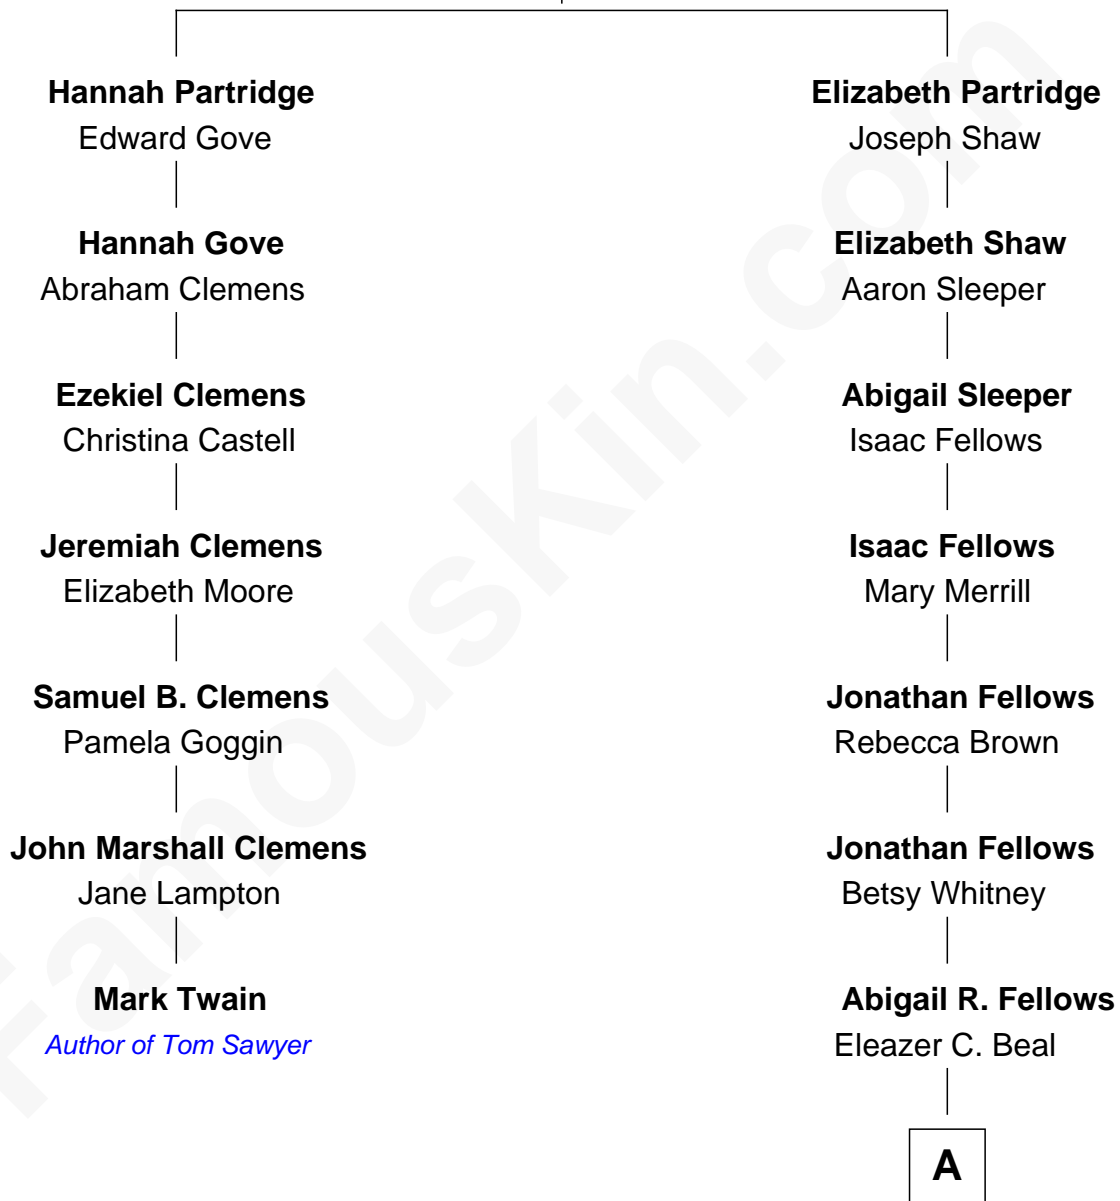 Hannah Partridge
Edward Gove
Hannah Gove
Abraham Clemens
Ezekiel Clemens
Christina Castell
Jeremiah Clemens
Elizabeth Moore
Samuel B. Clemens
Pamela Goggin
John Marshall Clemens
Jane Lampton
Mark Twain
Author of Tom Sawyer
Elizabeth Partridge
Joseph Shaw
Elizabeth Shaw
Aaron Sleeper
Abigail Sleeper
Isaac Fellows
Isaac Fellows
Mary Merrill
Jonathan Fellows
Rebecca Brown
Jonathan Fellows
Betsy Whitney
Abigail R. Fellows
Eleazer C. Beal
A
FamousKin.com